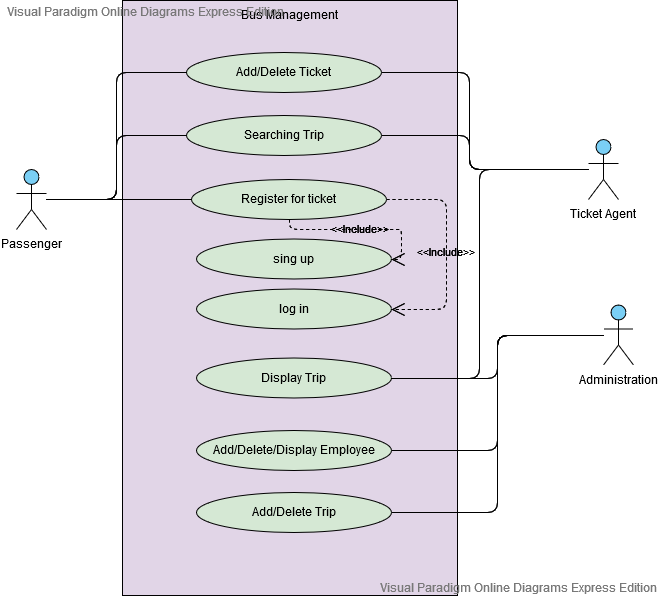 Visual Paradigm Online Diagrams Express Edition
Bus Management
Add/Delete Ticket
Searching Trip
Register for ticket
Passenger
Ticket Agent
<<Include>>
<<Include>>
sing up
log in
Display Trip
Administration
Add/Delete/Display Employee
Add/Delete Trip
Visual Paradigm Online Diagrams Express Edition